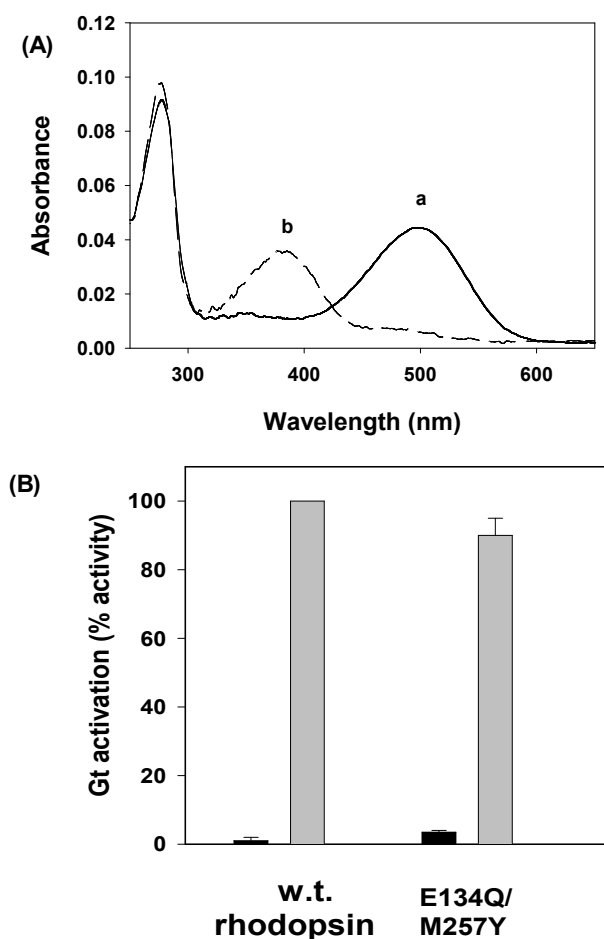 (A)
0.12
0.10
0.08
0.06
0.04
0.02
0.00
Absorbance
b
a
300 400 500 600
Wavelength (nm)
(B)
100
80
60
40
20
0
Gt activation (% activity)
w.t. E134Q/
rhodopsin M257Y